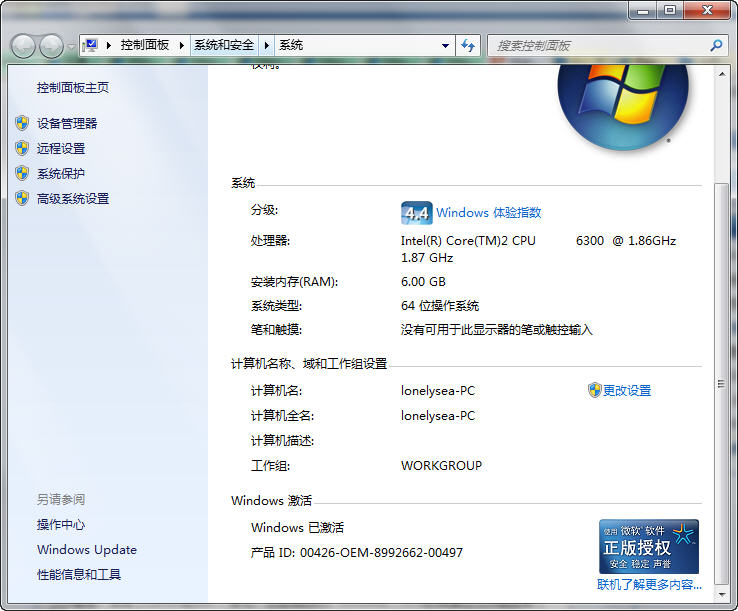 控制面板 系统和安全 系统
搜索控制面板
控制面板主页
设备管理器
远程设置
系统保护
高级系统设置
另请参阅
操作中心
Windows Update
性能信息和工具
系统
分级: 4.4 Windows 体验指数
处理器: Intel(R) Core(TM)2 CPU 6300 @ 1.86GHz
1.87 GHz
安装内存(RAM): 6.00 GB
系统类型: 64 位操作系统
笔和触摸: 没有可用于此显示器的笔或触控输入
计算机名称、域和工作组设置
计算机名: lonelysea-PC 更改设置
计算机全名: lonelysea-PC
计算机描述:
工作组: WORKGROUP
Windows 激活
Windows 已激活
产品 ID: 00426-OEM-8992662-00497
使用 微软 软件
正版授权
安全 稳定 声誉
联机了解更多内容...